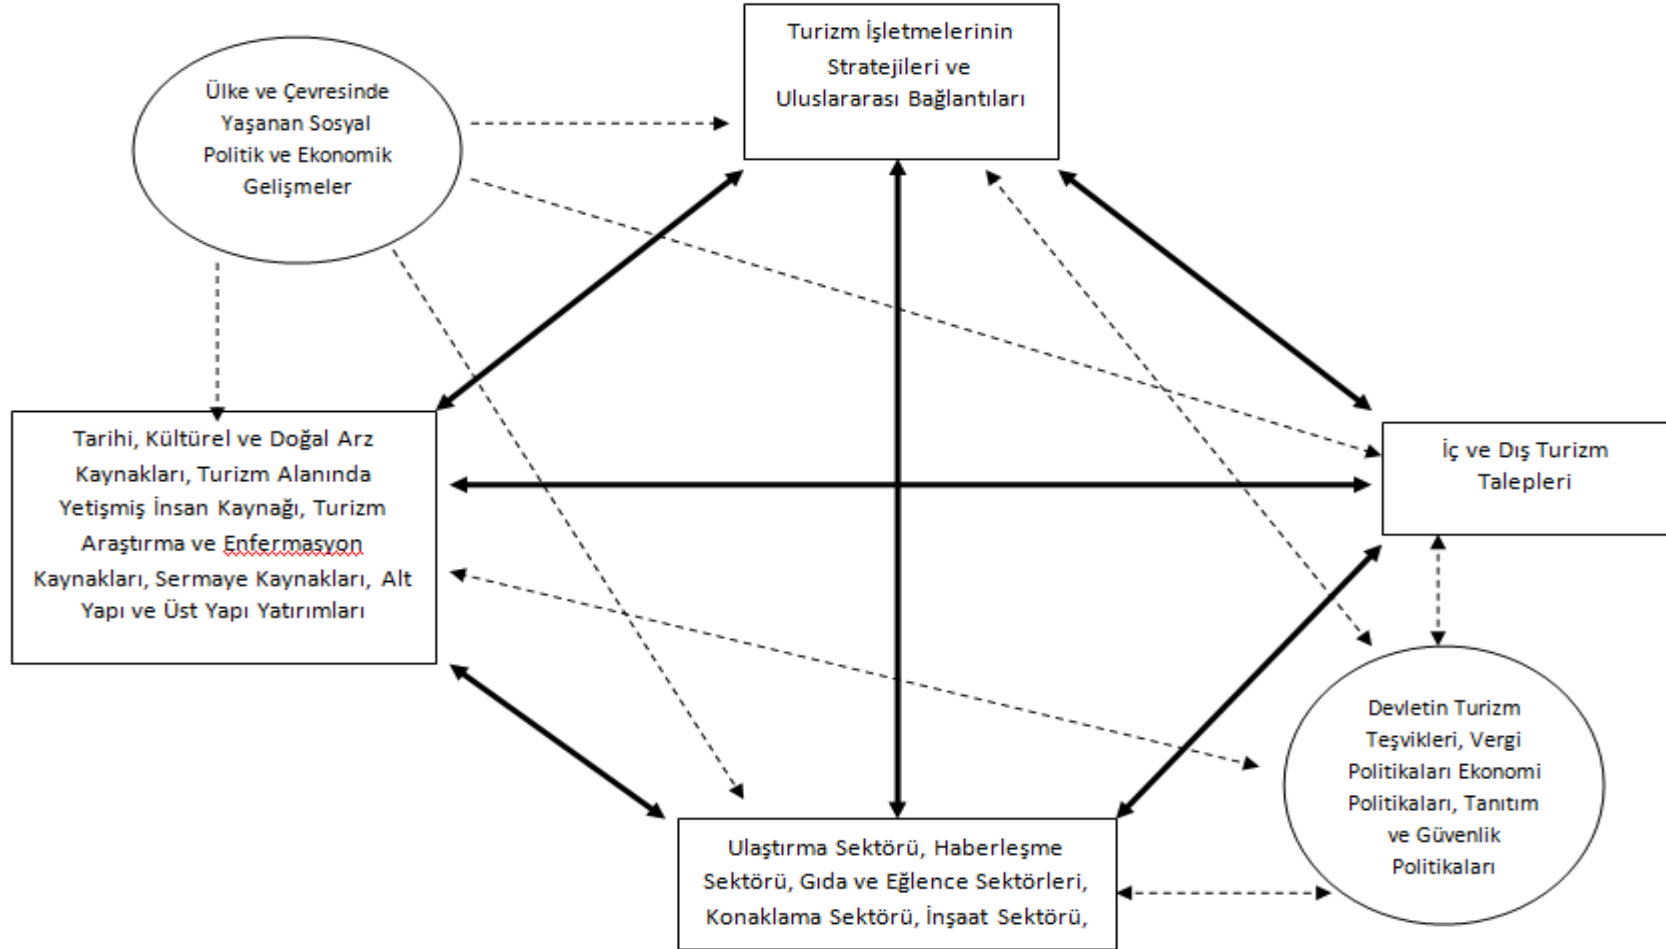 Turizm İşletmelerinin
Stratejileri ve
Uluslararası Bağlantıları
Ülke ve Çevresinde
Yaşanan Sosyal
Politik ve Ekonomik
Gelişmeler
Tarihi, Kültürel ve Doğal Arz
Kaynakları, Turizm Alanında
Yetişmiş İnsan Kaynağı, Turizm
Araştırma ve Enfermasyon
Kaynakları, Sermaye Kaynakları, Alt
Yapı ve Üst Yapı Yatırımları
İç ve Dış Turizm
Talepleri
Devletin Turizm
Teşvikleri, Vergi
Politikaları Ekonomi
Politikaları, Tanıtım
ve Güvenlik
Politikaları
Ulaştırma Sektörü, Haberleşme
Sektörü, Gıda ve Eğlence Sektörleri,
Konaklama Sektörü, İnşaat Sektörü,